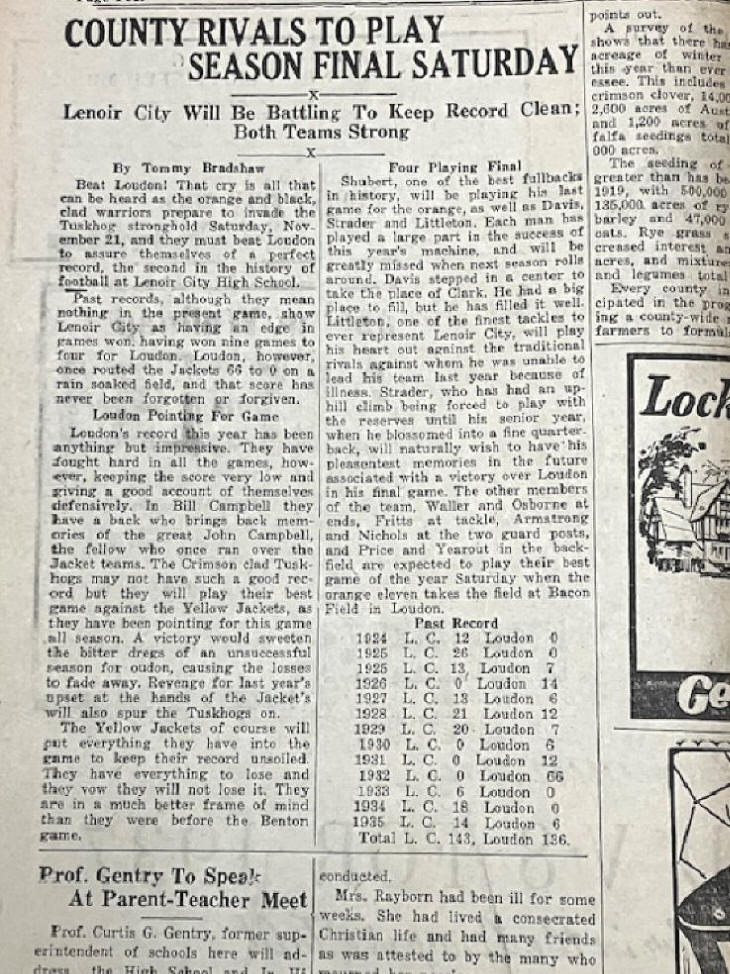 COUNTY RIVALS TO PLAY
SEASON FINAL SATURDAY
x
Lenoir City Will Be Battling To Keep Record Clean;
Both Teams Strong
x
By Tommy Bradshaw
Beat Loudon! That cry is all that
can be heard as the orange and black,
clad warriors prepare to invade the
Tuskhog stronghold Saturday, Nov-
ember 21, and they must beat Loudon
to assure themselves of a perfect
record, the second in the history of
football at Lenoir City High School.
Past records, although they mean
nothing in the present game, show
Lenoir City as having an edge in
games won, having won nine games to
four for Loudon. Loudon, however,
once routed the Jackets 66 to 0 on a
rain soaked field, and that score has
never been forgotten or forgiven.
Loudon Pointing For Game
Loudon's record this year has been
anything but impressive. They have
fought hard in all the games, how-
ever, keeping the score very low and
giving a good account of themselves
defensively. In Bill Campbell they
have a back who brings back mem-
ories of the great John Campbell,
the fellow who once ran over the
Jacket teams. The Crimson clad Tusk-
hogs may not have such a good rec-
ord but they will play their best
game against the Yellow Jackets, as
they have been pointing for this game
all season. A victory would sweeten
the bitter dregs of an unsuccessful
season for oudon, causing the losses
to fade away. Revenge for last year's
upset at the hands of the Jacket's
will also spur the Tuskhogs on.
The Yellow Jackets of course will
put everything they have into the
game to keep their record unsoiled.
They have everything to lose and
they vow they will not lose it. They
are in a much better frame of mind
than they were before the Benton
game.
Four Playing Final
Shubert, one of the best fullbacks
in history, will be playing his last
game for the orange, as well as Davis,
Strader and Littleton. Each man has
played a large part in the success of
this year's machine, and will be
greatly missed when next season rolls
around. Davis stepped in a center to
take the place of Clark. He had a big
place to fill, but he has filled it well.
Littleton, one of the finest tackles to
ever represent Lenoir City, will play
his heart out against the traditional
rivals against whom he was unable to
lead his team last year because of
illness. Strader, who has had an up-
hill climb being forced to play with
the reserves until his senior year,
when he blossomed into a fine quarter-
back, will naturally wish to have his
pleasentest memories in the future
associated with a victory over Loudon
in his final game. The other members
of the team, Waller and Osborne at
ends, Fritts at tackle, Armstrong
and Nichols at the two guard posts,
and Price and Yearout in the back-
field are expected to play their best
game of the year Saturday when the
orange eleven takes the field at Bacon
Field in Loudon.
Past Record
1924 L. C. 12 Loudon 0
1925 L. C. 26 Loudon 0
1925 L. C. 13 Loudon 7
1926 L. C. 0 Loudon 14
1927 L. C. 13 Loudon 6
1928 L. C. 21 Loudon 12
1929 L. C. 20 Loudon 7
1930 L. C. 0 Loudon 6
1931 L. C. 0 Loudon 12
1932 L. C. 0 Loudon 66
1933 L. C. 6 Loudon 0
1934 L. C. 18 Loudon 0
1935 L. C. 14 Loudon 6
Total L. C. 143, Loudon 136.
Prof. Gentry To Speak
At Parent-Teacher Meet
Prof. Curtis G. Gentry, former sup-
erintendent of schools here will ad-
dress the High School and
conducted.
Mrs. Rayborn had been ill for some
weeks. She had lived a consecrated
Christian life and had many friends
as was attested to by the many who
points out.
A survey of the
shows that there has
acreage of winter
this year than ever
essee. This includes
crimson clover, 14,00
2,600 acres of Aust
and 1,200 acres of
falfa seedings total
000 acres.
The seeding of
greater than has be
1919, with 500,000
135,000 acres of ry
barley and 47,000
oats. Rye grass s
creased interest an
acres, and mixture
and legumes total
Every county in
cipated in the prog
ing a county-wide
farmers to formul
Lock
Ge